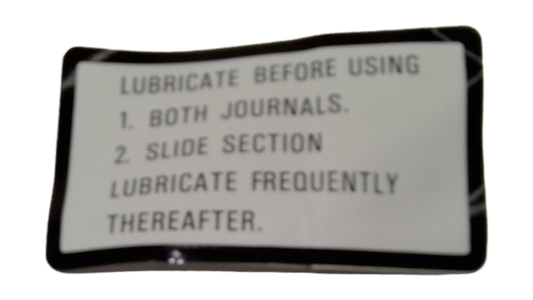 LUBRICATE BEFORE USING
1. BOTH JOURNALS.
2. SLIDE SECTION
LUBRICATE FREQUENTLY
THEREAFTER.